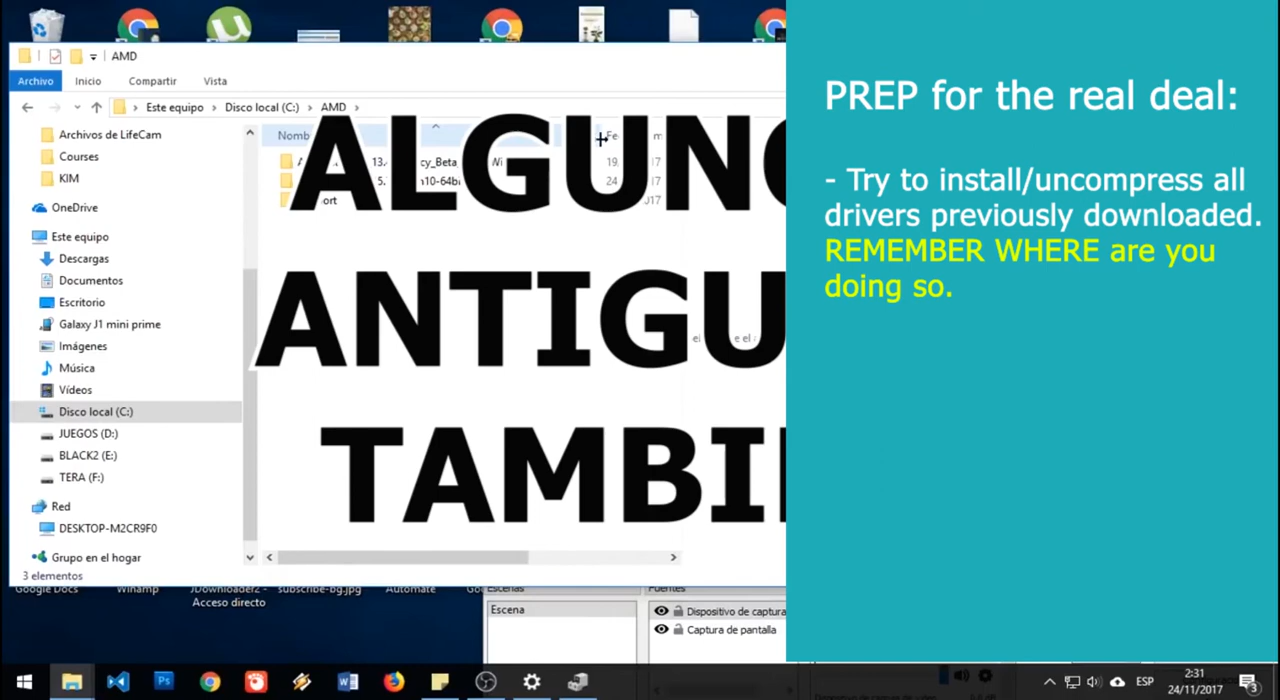 AMD
Archivo Inicio Compartir Vista
Este equipo Disco local (C:) AMD
Archivos de LifeCam
Courses
KIM
OneDrive
Este equipo
Descargas
Documentos
Escritorio
Galaxy J1 mini prime
Imágenes
Música
Vídeos
Disco local (C:)
JUEGOS (D:)
BLACK2 (E:)
TERA (F:)
Red
DESKTOP-M2CR9F0
Grupo en el hogar
3 elementos
ALGUNO
ANTIGU
TAMBI
PREP for the real deal:
- Try to install/uncompress all
drivers previously downloaded.
REMEMBER WHERE are you
doing so.
Google Docs Winamp JDownloader2 - subscribe-bg.jpg Automate
Acceso directo
Escenas Fuentes
Escena
Dispositivo de captura
Captura de pantalla
ESP
2:31
24/11/2017
3